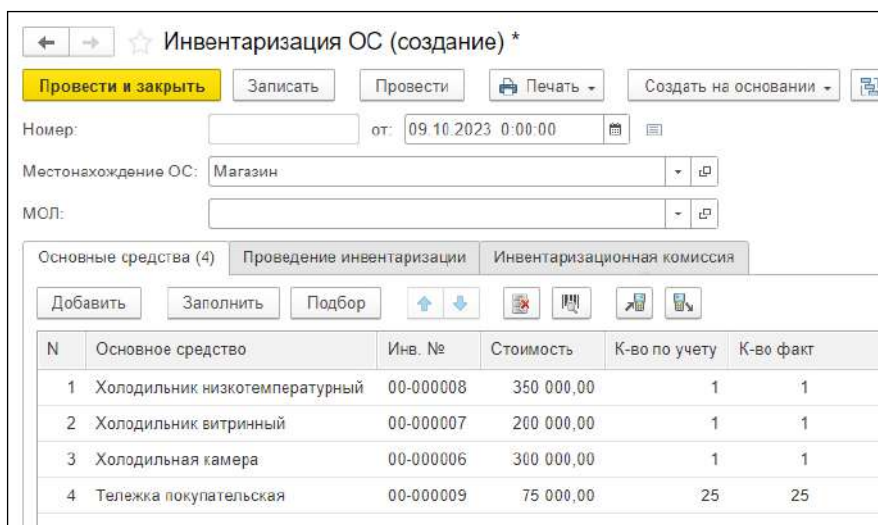 Инвентаризация ОС (создание) *
Провести и закрыть Записать Провести Печать Создать на основании
Номер: от: 09.10.2023 0:00:00
Местонахождение ОС: Магазин
МОЛ:
Основные средства (4) Проведение инвентаризации Инвентаризационная комиссия
Добавить Заполнить Подбор
N Основное средство Инв. № Стоимость К-во по учету К-во факт
1 Холодильник низкотемпературный 00-000008 350 000,00 1 1
2 Холодильник витринный 00-000007 200 000,00 1 1
3 Холодильная камера 00-000006 300 000,00 1 1
4 Тележка покупательская 00-000009 75 000,00 25 25